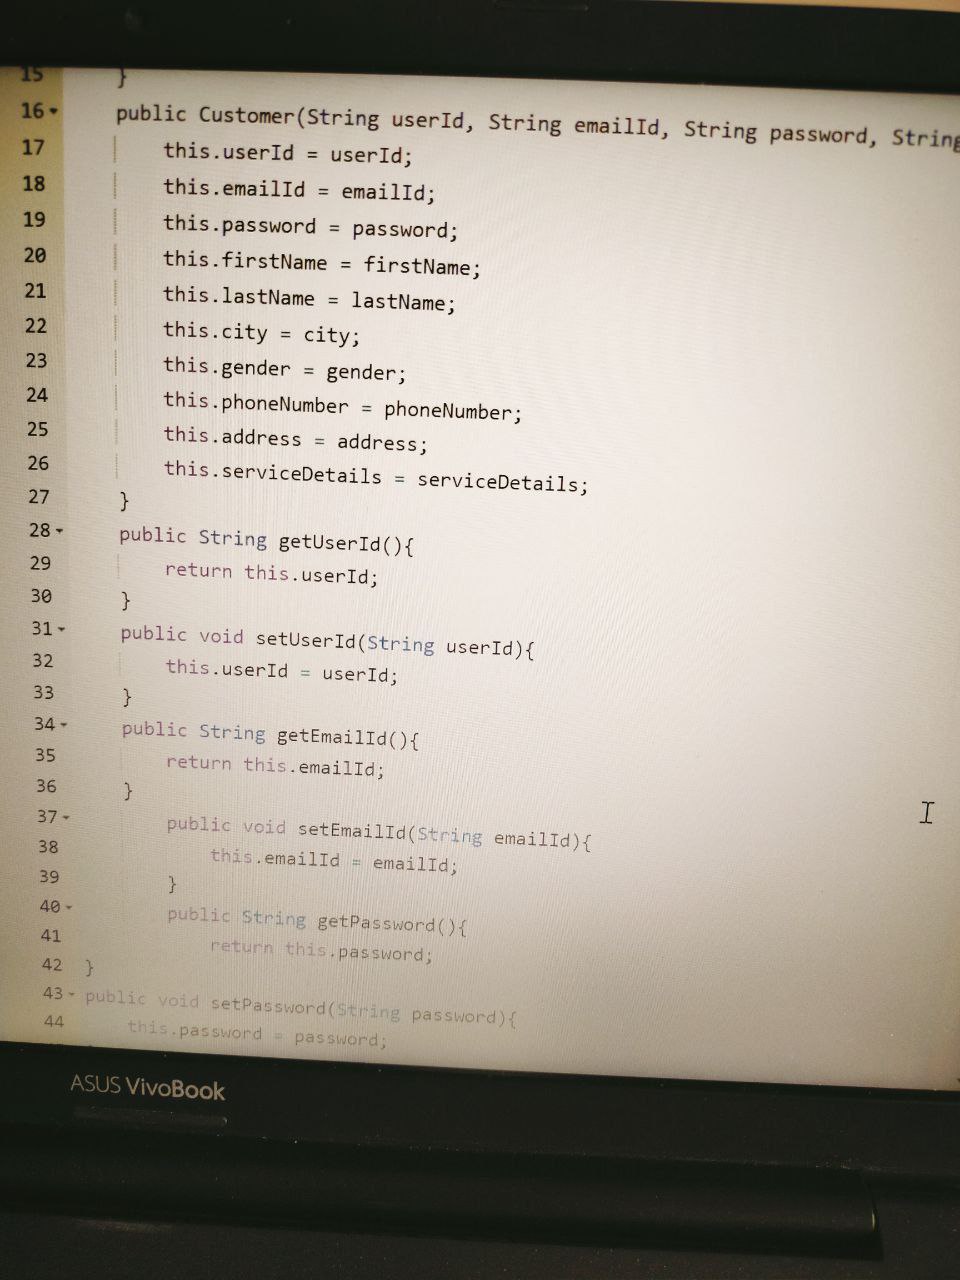 15 }
16 public Customer(String userId, String emailId, String password, String
17 this.userId = userId;
18 this.emailId = emailId;
19 this.password = password;
20 this.firstName = firstName;
21 this.lastName = lastName;
22 this.city = city;
23 this.gender = gender;
24 this.phoneNumber = phoneNumber;
25 this.address = address;
26 this.serviceDetails = serviceDetails;
27 }
28 public String getUserId(){
29 return this.userId;
30 }
31 public void setUserId(String userId){
32 this.userId = userId;
33 }
34 public String getEmailId(){
35 return this.emailId;
36 }
37 public void setEmailId(String emailId){
38 this.emailId = emailId;
39 }
40 public String getPassword(){
41 return this.password;
42 }
43 public void setPassword(String password){
44 this.password = password;
ASUS VivoBook